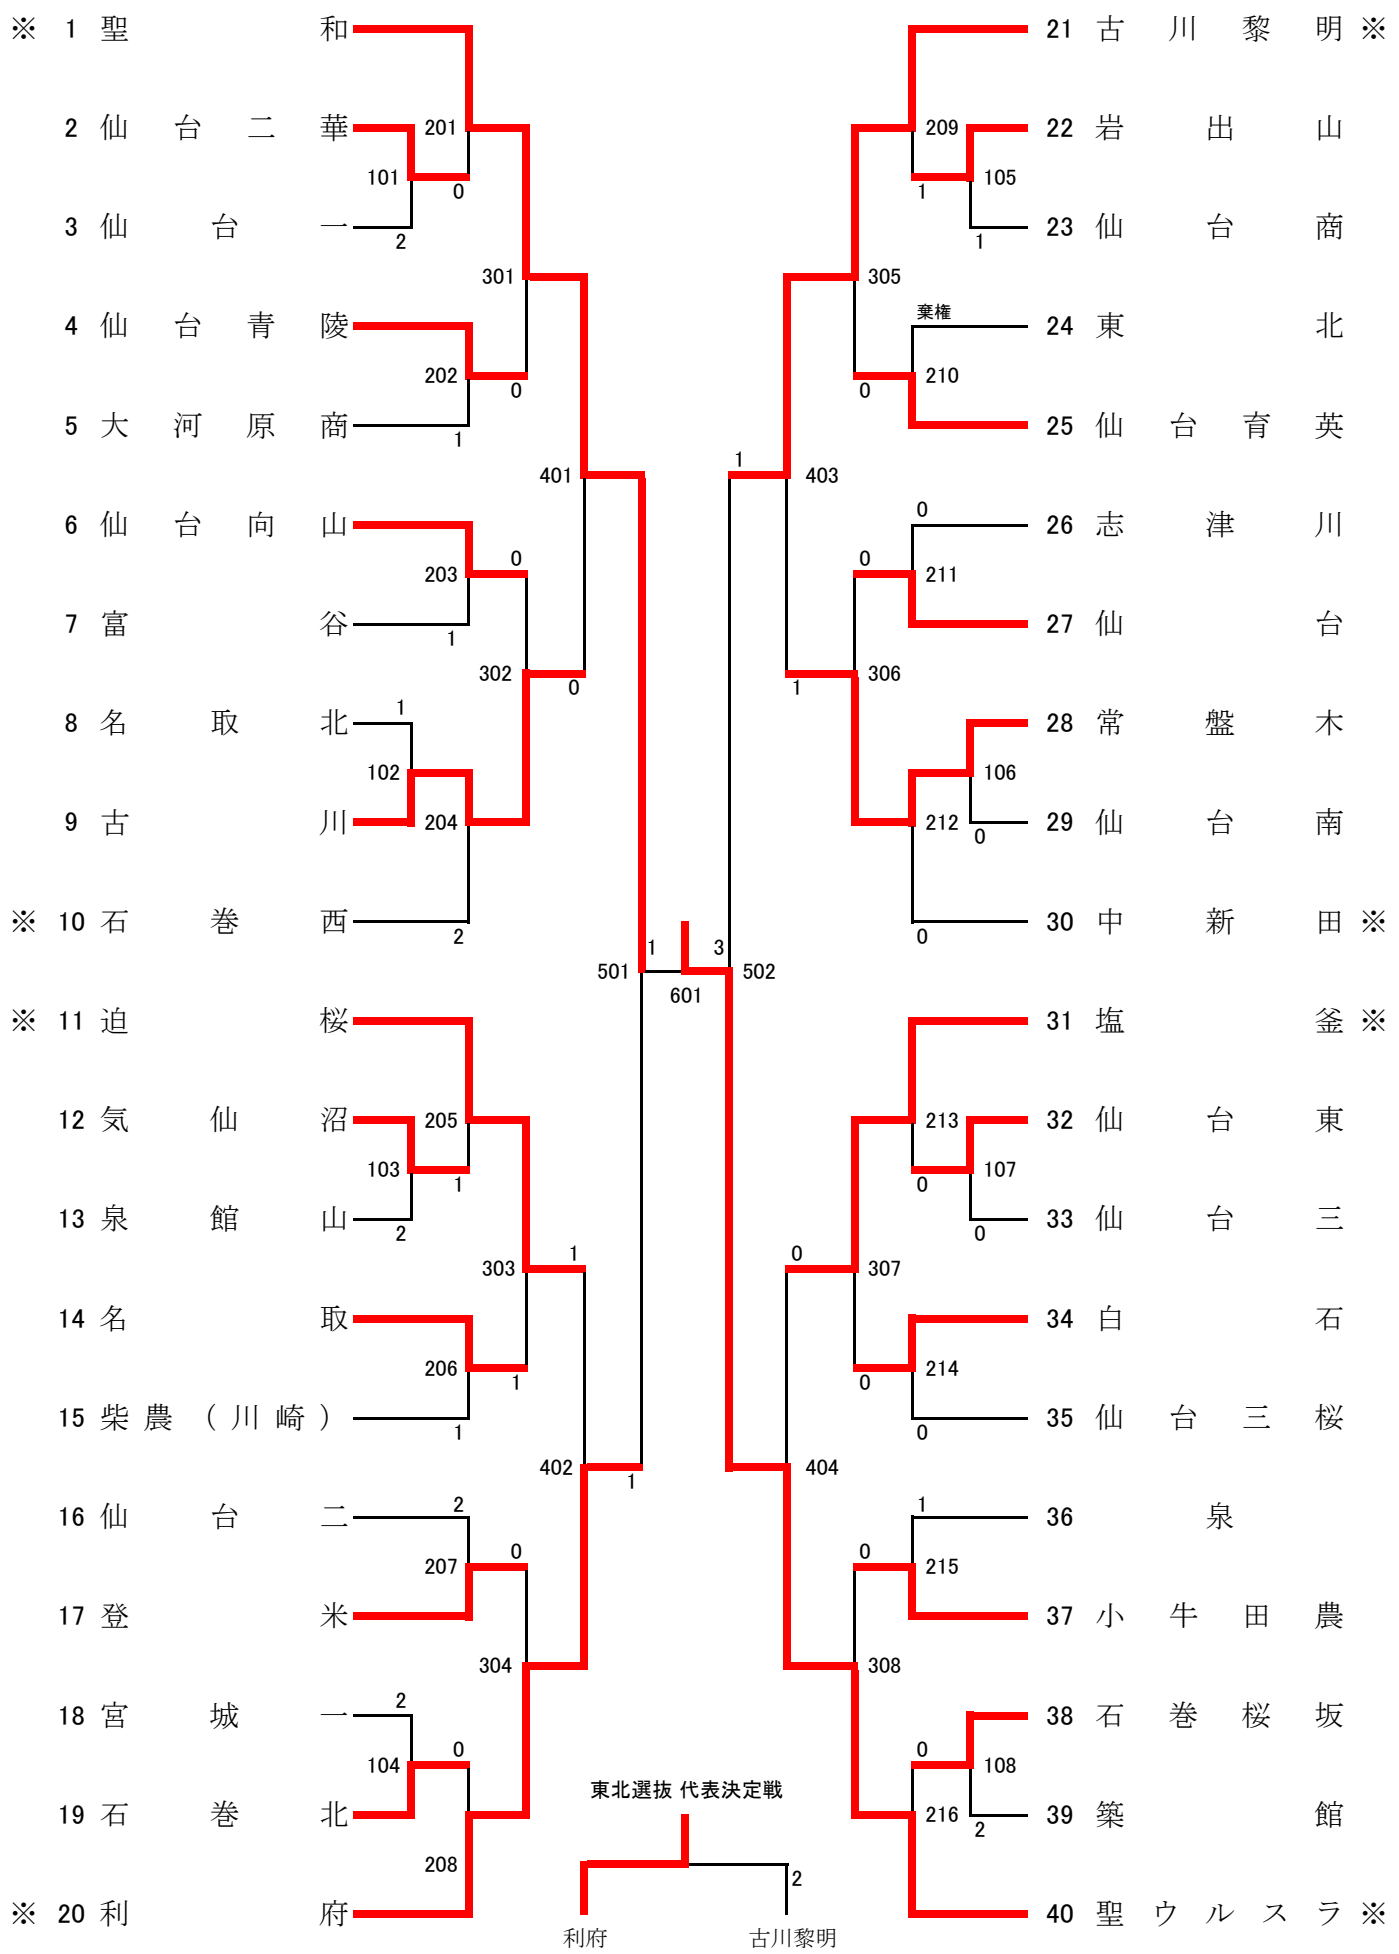 ※ 1 聖和
2 仙台二華
201
101
0
3 仙台一
2
301
4 仙台青陵
202
0
5 大河原商
1
401
6 仙台向山
0
203
7 富谷
1
302
0
8 名取北
1
102
9 古川
204
※ 10 石巻西
2
501
※ 11 迫桜
12 気仙沼
205
103
1
13 泉館山
2
303
1
14 名取
206
1
15 柴農(川崎)
1
402
1
16 仙台二
2
207
0
17 登米
304
18 宮城一
2
104
0
19 石巻北
208
※ 20 利府
1
3
601
502
21 古川黎明 ※
209
22 岩出山
1
105
23 仙台商
1
305
棄権
24 東北
0
210
25 仙台育英
1
403
0
26 志津川
0
211
27 仙台
1
306
28 常盤木
106
212
29 仙台南
0
30 中新田 ※
0
31 塩釜 ※
213
32 仙台東
0
107
33 仙台三
0
0
307
34 白石
0
214
35 仙台三桜
0
404
1
36 泉
0
215
37 小牛田農
308
38 石巻桜坂
0
108
216
39 築館
2
40 聖ウルスラ ※
東北選抜 代表決定戦
2
利府
古川黎明